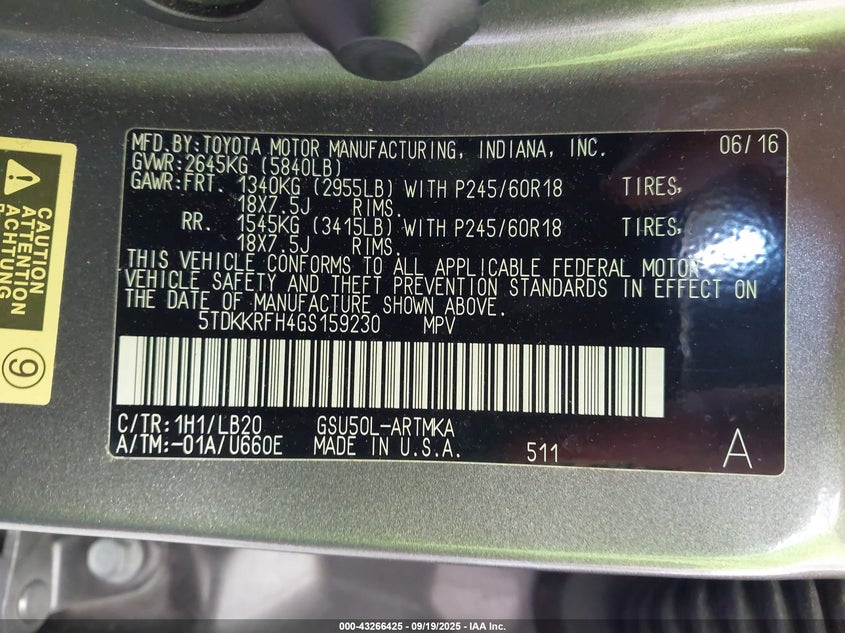 MFD.BY:TOYOTA MOTOR MANUFACTURING, INDIANA, INC. 06/16
GVWR:2645KG (5840LB)
GAWR:FRT. 1340KG (2955LB) WITH P245/60R18 TIRES,
18X7.5J RIMS.
RR. 1545KG (3415LB) WITH P245/60R18 TIRES,
18X7.5J RIMS.
THIS VEHICLE CONFORMS TO ALL APPLICABLE FEDERAL MOTOR
VEHICLE SAFETY AND THEFT PREVENTION STANDARDS IN EFFECT ON
THE DATE OF MANUFACTURE SHOWN ABOVE.
5TDKKRFH4GS159230 MPV
C/TR:1H1/LB20 GSU50L-ARTMKA
A/TM:-01A/U660E MADE IN U.S.A. 511 A
CAUTION
ATTENTION
ACHTUNG
9
000-43266425 - 09/19/2025 - IAA Inc.